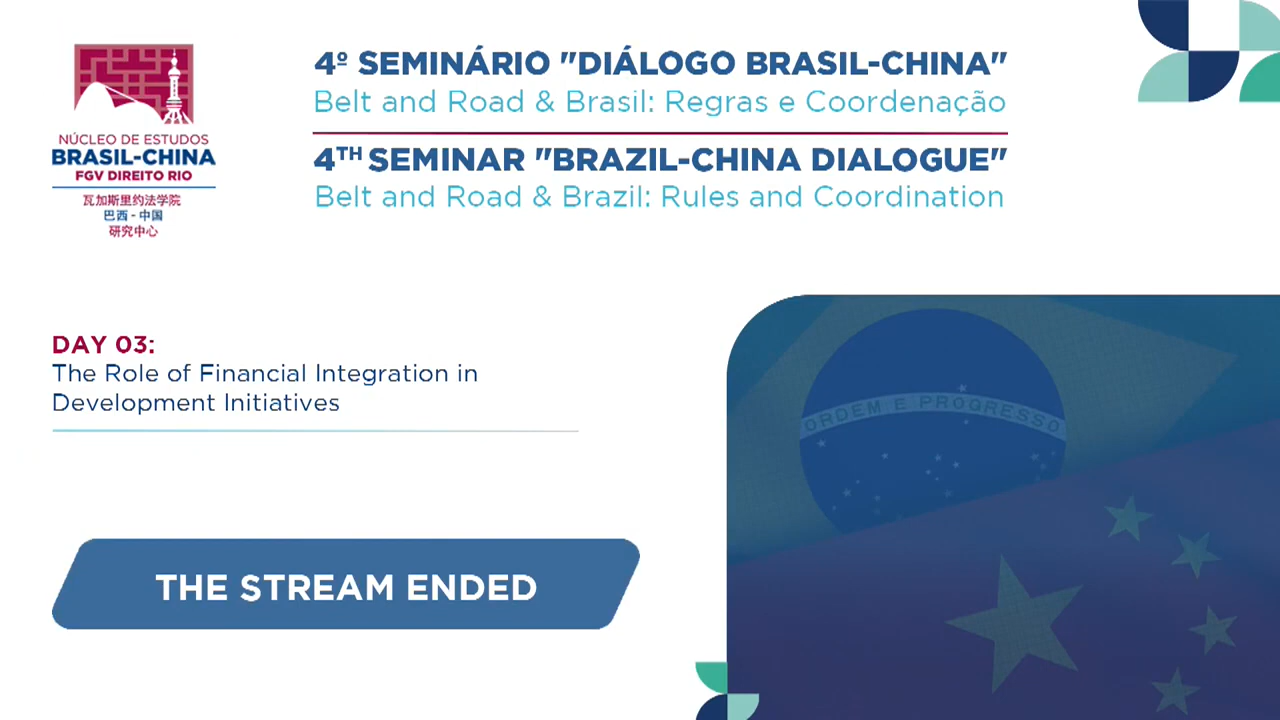 NÚCLEO DE ESTUDOS
BRASIL-CHINA
FGV DIREITO RIO
瓦加斯里约法学院
巴西 - 中国
研究中心
4º SEMINÁRIO "DIÁLOGO BRASIL-CHINA"
Belt and Road & Brasil: Regras e Coordenação
4TH SEMINAR "BRAZIL-CHINA DIALOGUE"
Belt and Road & Brazil: Rules and Coordination
DAY 03:
The Role of Financial Integration in
Development Initiatives
THE STREAM ENDED
ORDEM E PROGRESSO